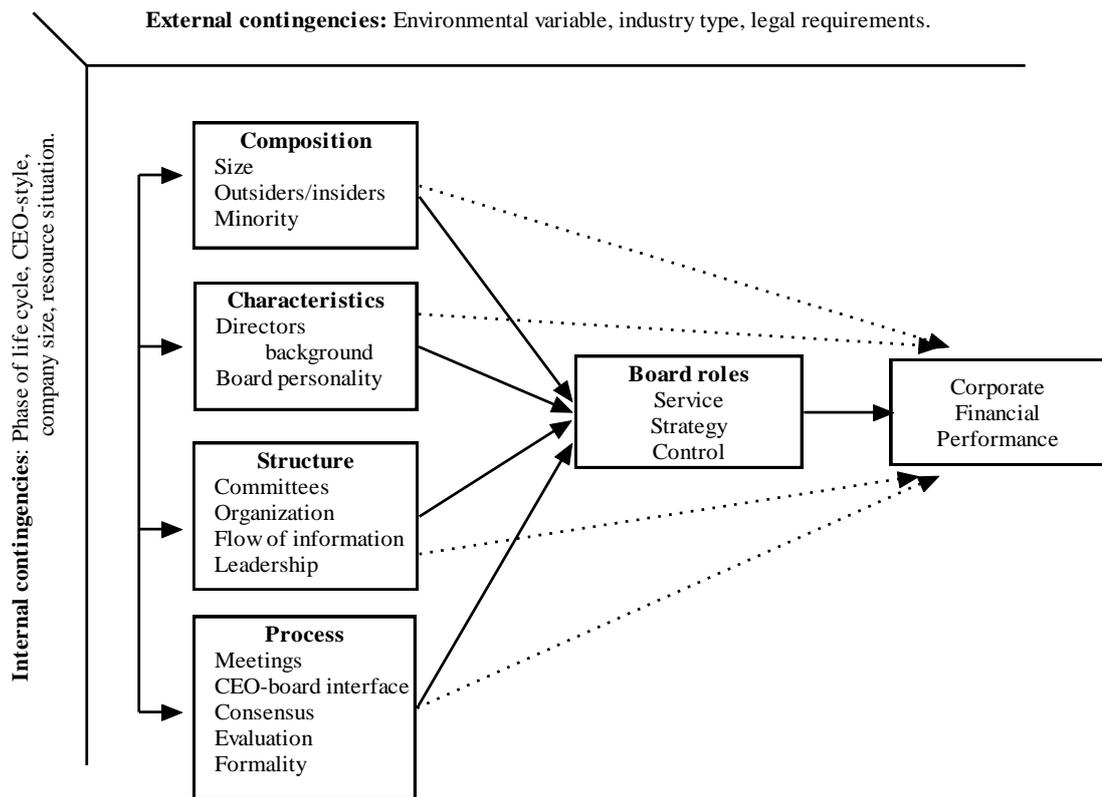 External contingencies: Environmental variable, industry type, legal requirements.
Internal contingencies: Phase of life cycle, CEO-style,
company size, resource situation.
Composition
Size
Outsiders/insiders
Minority
Characteristics
Directors
background
Board personality
Structure
Committees
Organization
Flow of information
Leadership
Process
Meetings
CEO-board interface
Consensus
Evaluation
Formality
Board roles
Service
Strategy
Control
Corporate
Financial
Performance